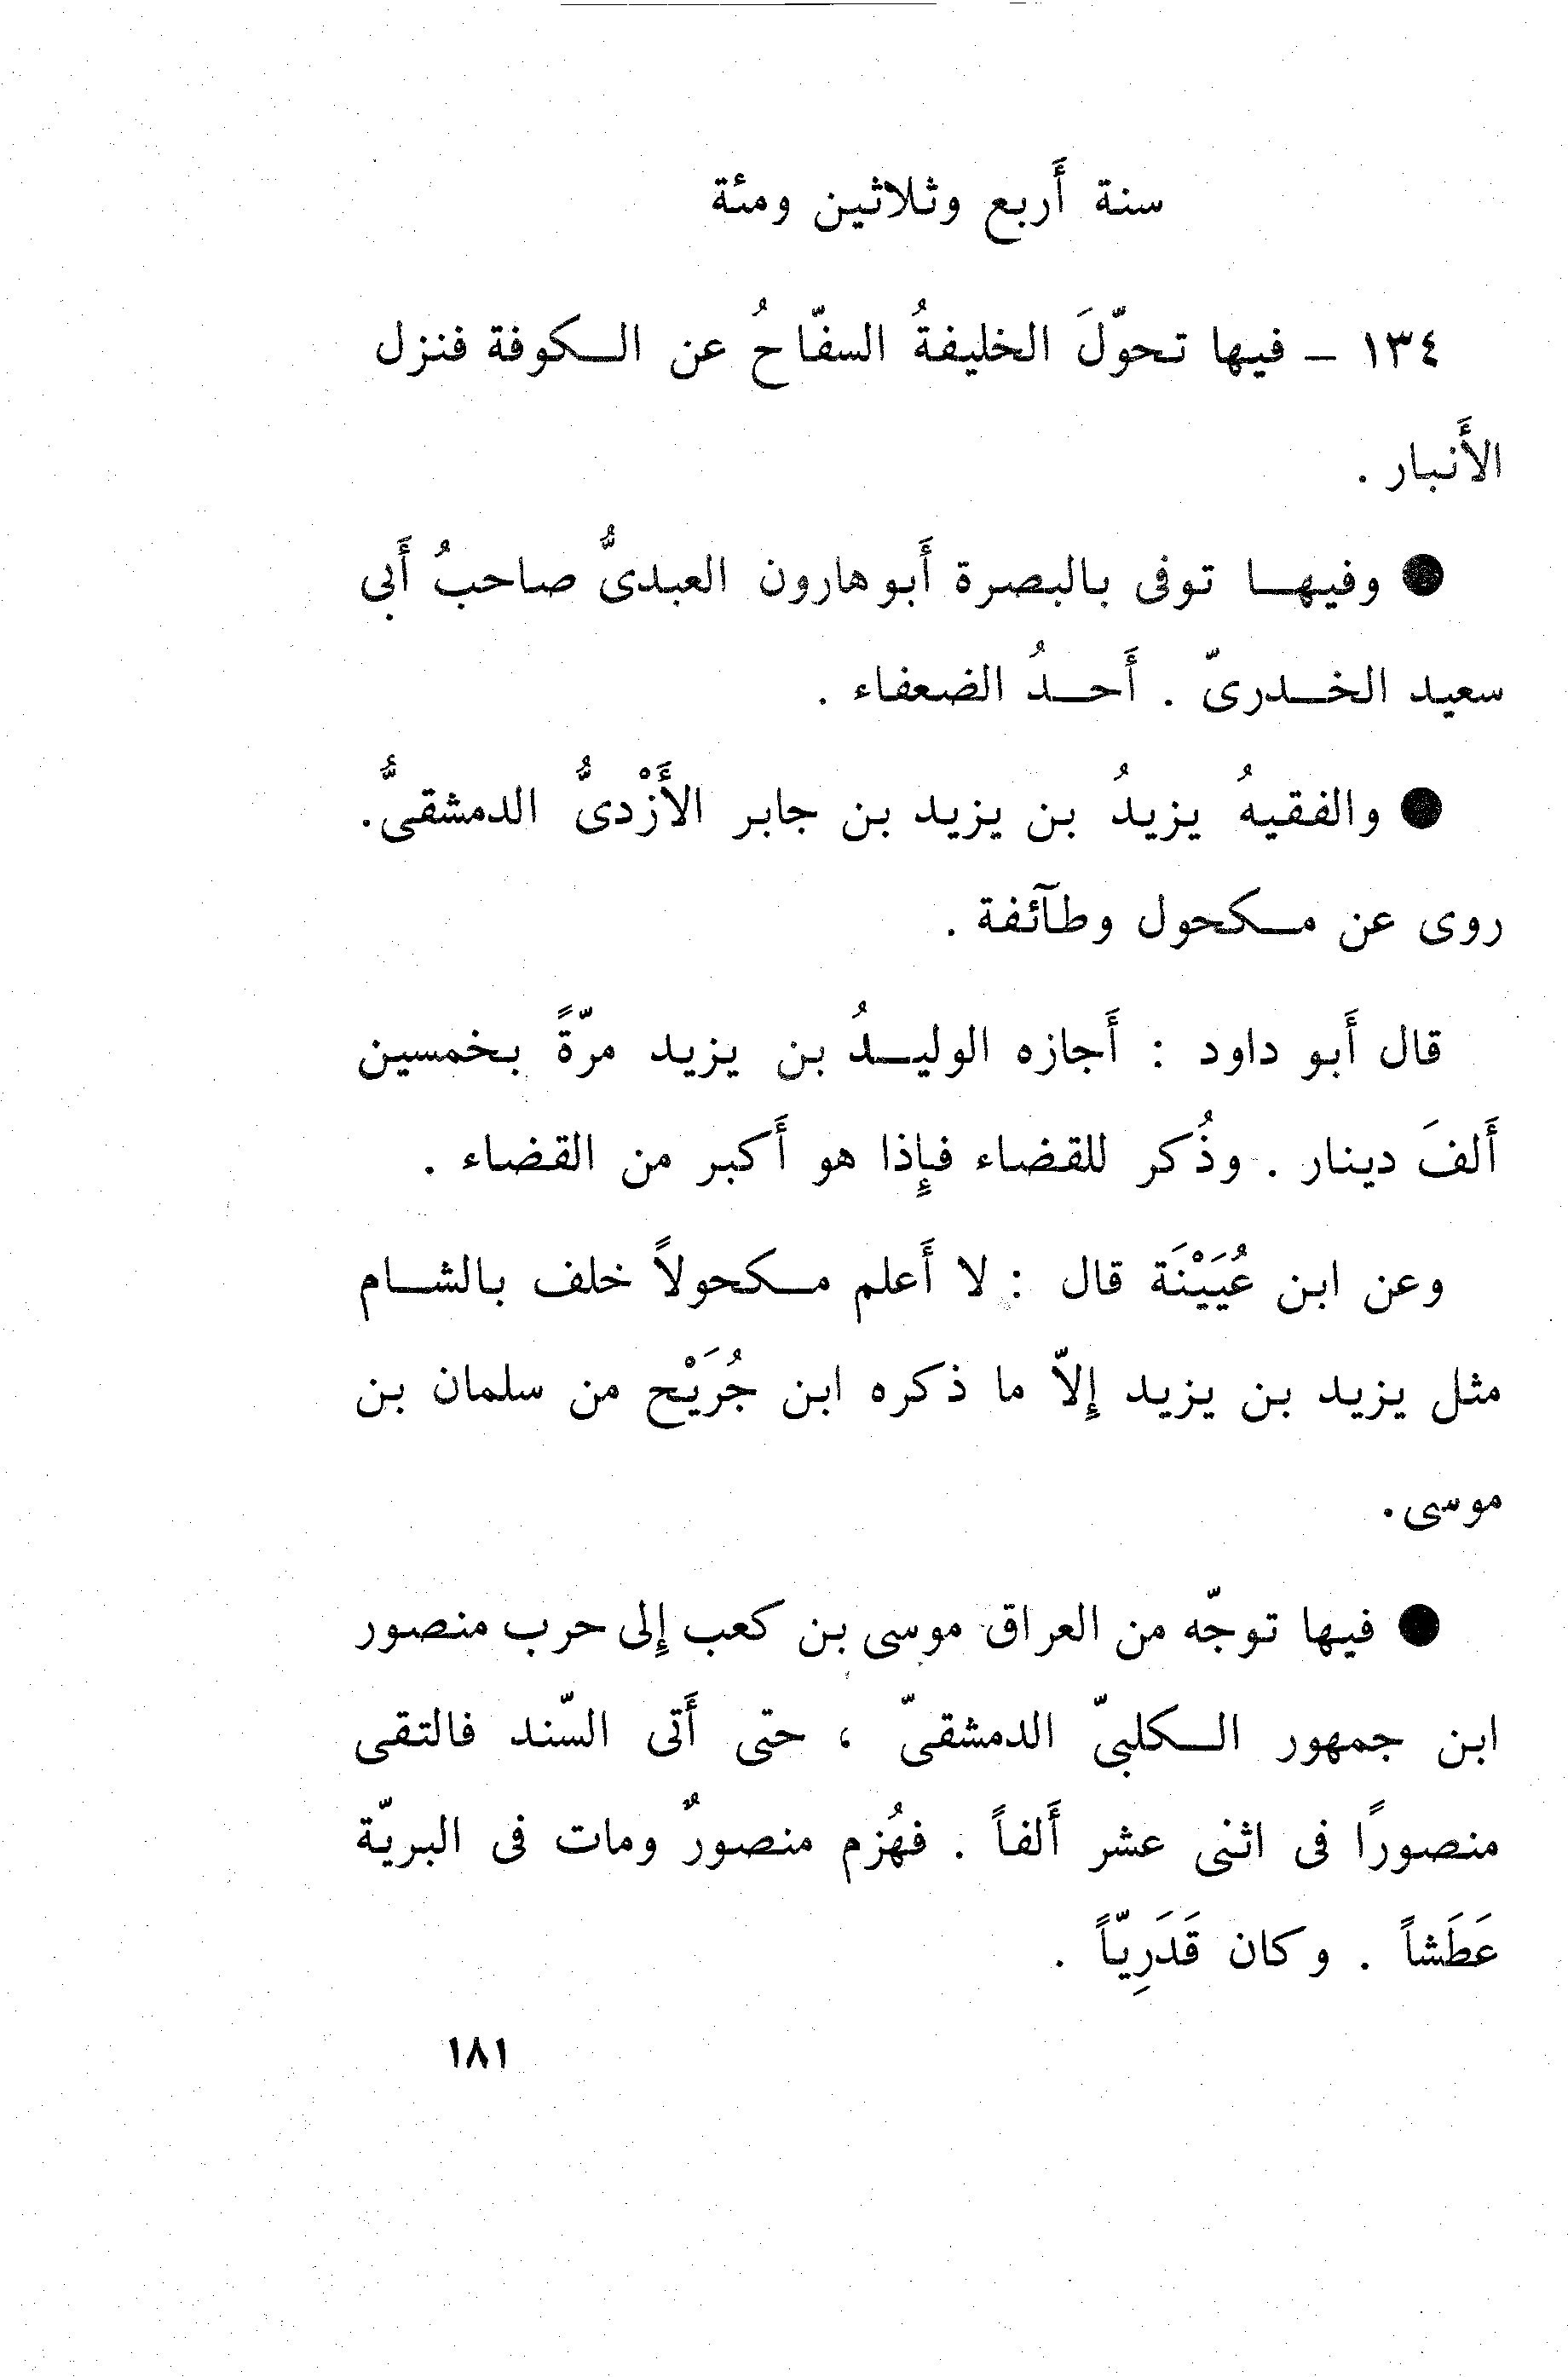 سنة أَربع وثلاثين ومئة
١٣٤ – فيها تحوّلَ الخليفةُ السفّاحُ عن الكوفة فنزل
الأَنبار .
● وفيها توفى بالبصرة أَبو هارون العبدىُّ صاحبُ أَبى
سعيد الخدرىّ . أَحدُ الضعفاء .
● والفقيهُ يزيدُ بن يزيد بن جابر الأَزْدىُّ الدمشقىُّ.
روى عن مكحول وطآئفة .
قال أَبو داود : أَجازه الوليدُ بن يزيد مرّةً بخمسين
أَلفَ دينار . وذُكر للقضاء فإِذا هو أَكبر من القضاء .
وعن ابن عُيَيْنَة قال : لا أَعلم مكحولاً خلف بالشام
مثل يزيد بن يزيد إِلاّ ما ذكره ابن جُرَيْح من سلمان بن
موسى.
● فيها توجّه من العراق موسى بن كعب إِلى حرب منصور
ابن جمهور الكلبىّ الدمشقىّ ، حتى أَتى السّند فالتقى
منصورًا فى اثنى عشر أَلفاً . فهُزم منصورٌ ومات فى البريّة
عَطَشاً . وكان قَدَرِيّاً .
١٨١